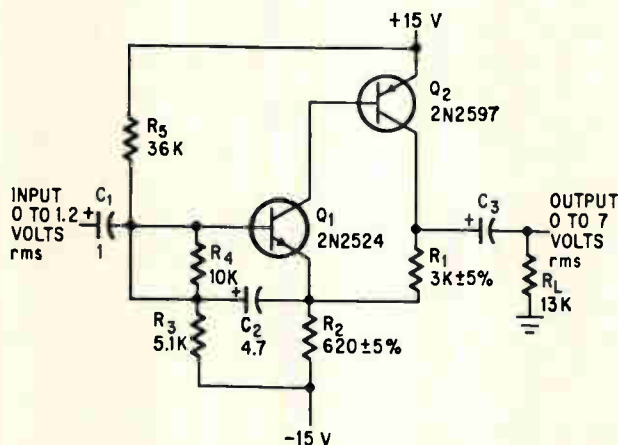 +15 V
Q2
2N2597
R5
36K
INPUT
0 TO 1.2
VOLTS
rms
+
C1
1
Q1
2N2524
R4
10K
+
C2
4.7
R3
5.1K
R2
620±5%
R1
3K±5%
+
C3
OUTPUT
0 TO 7
VOLTS
rms
RL
13K
-15 V